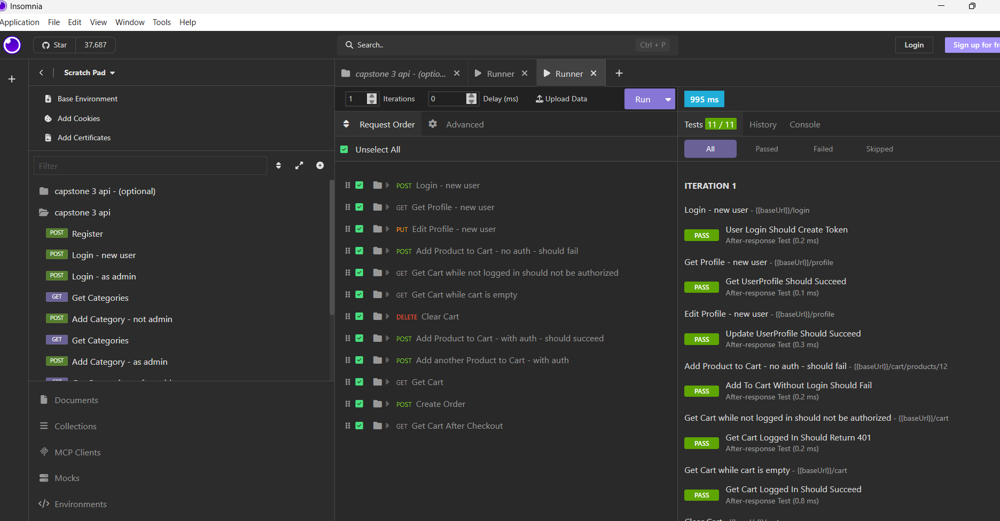 Insomnia
Application File Edit View Window Tools Help
Star 37,687
Search..
Ctrl + P
Login
Sign up for fr
Scratch Pad
Base Environment
Add Cookies
Add Certificates
Filter
capstone 3 api - (optional)
capstone 3 api
POST Register
POST Login - new user
POST Login - as admin
GET Get Categories
POST Add Category - not admin
GET Get Categories
POST Add Category - as admin
Documents
Collections
MCP Clients
Mocks
Environments
capstone 3 api - (optio...
Runner
Runner
1 Iterations
0 Delay (ms)
Upload Data
Run
Request Order
Advanced
Unselect All
POST Login - new user
GET Get Profile - new user
PUT Edit Profile - new user
POST Add Product to Cart - no auth - should fail
GET Get Cart while not logged in should not be authorized
GET Get Cart while cart is empty
DELETE Clear Cart
POST Add Product to Cart - with auth - should succeed
POST Add another Product to Cart - with auth
GET Get Cart
POST Create Order
GET Get Cart After Checkout
995 ms
Tests 11 / 11 History Console
All Passed Failed Skipped
ITERATION 1
Login - new user - {{baseUrl}}/login
PASS User Login Should Create Token
After-response Test (0.2 ms)
Get Profile - new user - {{baseUrl}}/profile
PASS Get UserProfile Should Succeed
After-response Test (0.1 ms)
Edit Profile - new user - {{baseUrl}}/profile
PASS Update UserProfile Should Succeed
After-response Test (0.3 ms)
Add Product to Cart - no auth - should fail - {{baseUrl}}/cart/products/12
PASS Add To Cart Without Login Should Fail
After-response Test (0.2 ms)
Get Cart while not logged in should not be authorized - {{baseUrl}}/cart
PASS Get Cart Logged In Should Return 401
After-response Test (0.2 ms)
Get Cart while cart is empty - {{baseUrl}}/cart
PASS Get Cart Logged In Should Succeed
After-response Test (0.8 ms)